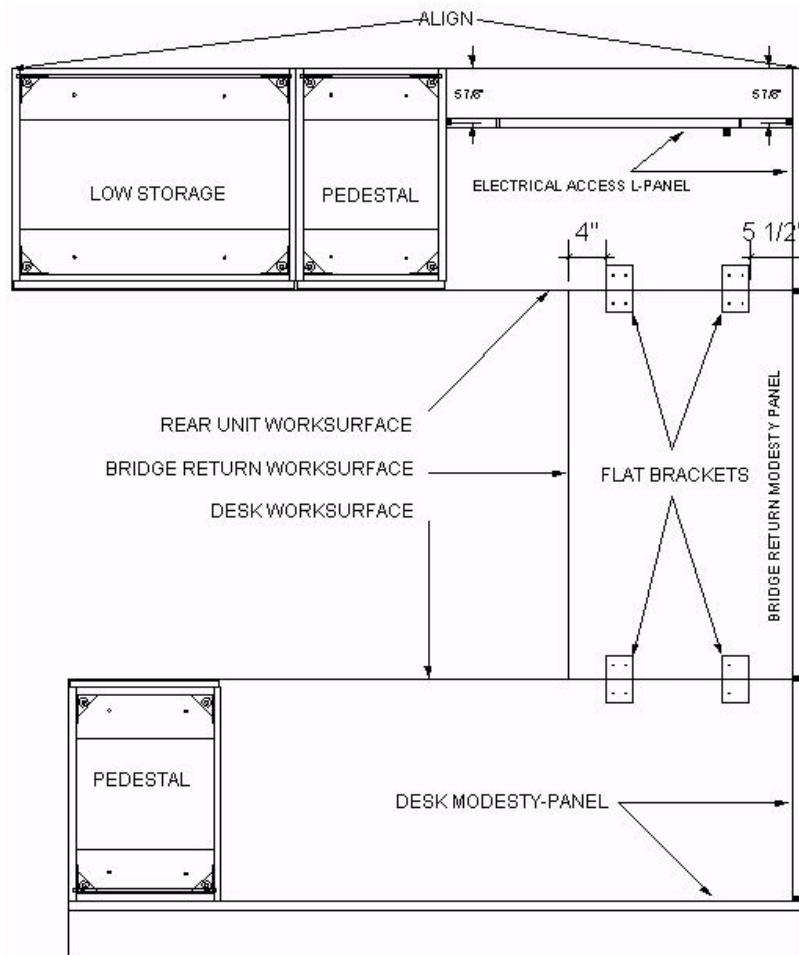 ALIGN
5 7/8"
5 7/8"
LOW STORAGE
PEDESTAL
ELECTRICAL ACCESS L-PANEL
4"
5 1/2"
REAR UNIT WORKSURFACE
BRIDGE RETURN WORKSURFACE
DESK WORKSURFACE
FLAT BRACKETS
BRIDGE RETURN MODESTY PANEL
PEDESTAL
DESK MODESTY-PANEL